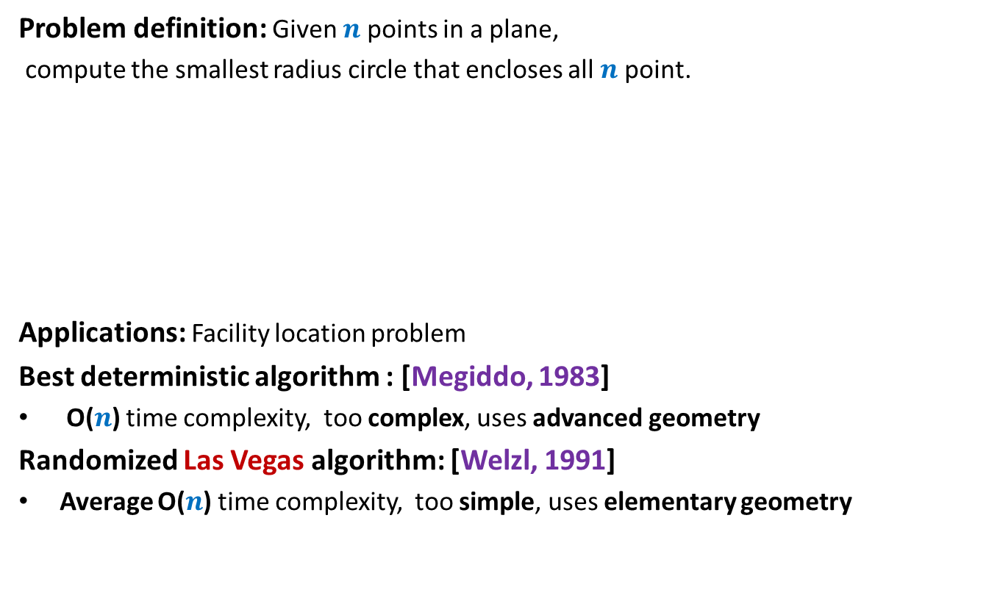 Problem definition: Given n points in a plane,
compute the smallest radius circle that encloses all n point.
Applications: Facility location problem
Best deterministic algorithm : [Megiddo, 1983]
• O(n) time complexity, too complex, uses advanced geometry
Randomized Las Vegas algorithm: [Welzl, 1991]
• Average O(n) time complexity, too simple, uses elementary geometry